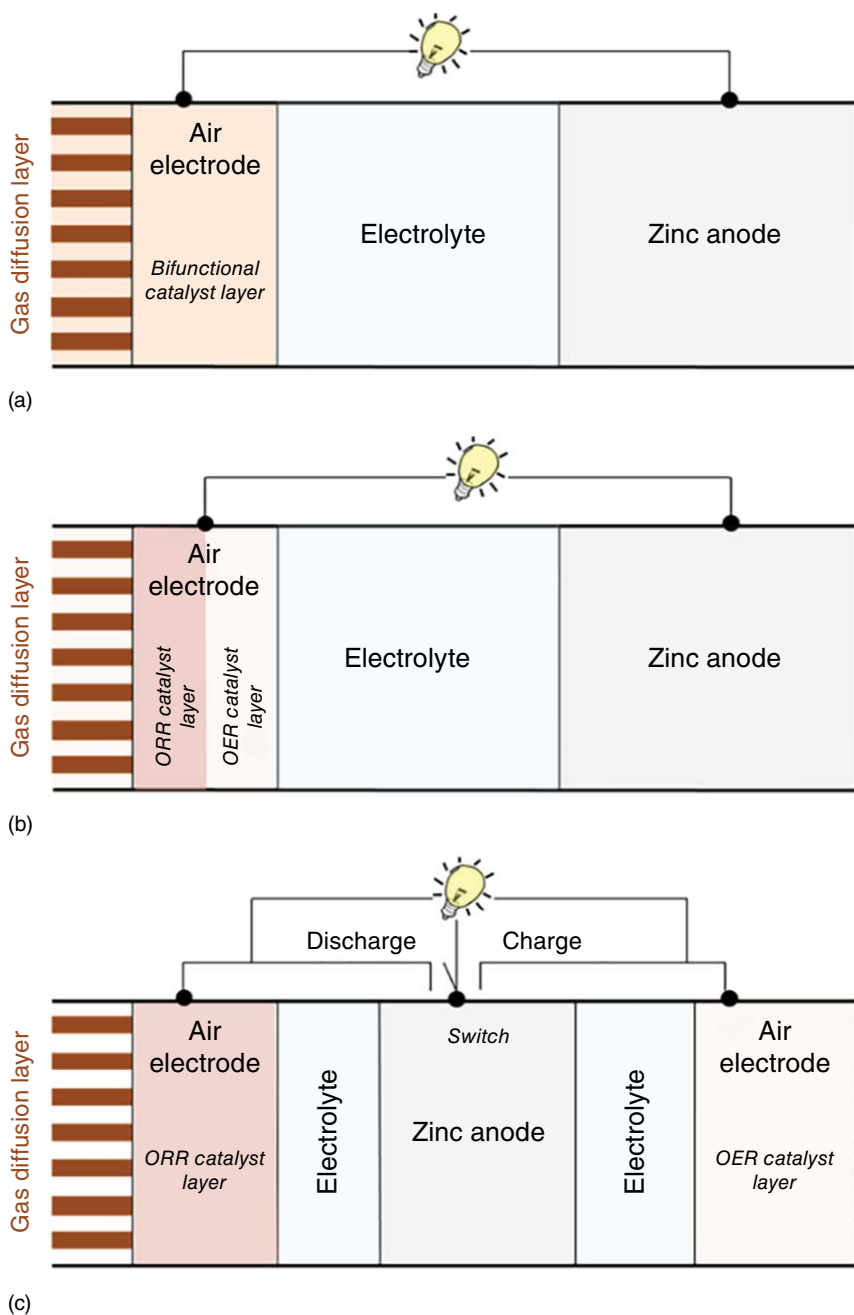 Gas diffusion layer
Air
electrode
Bifunctional
catalyst layer
Electrolyte
Zinc anode
(a)
Gas diffusion layer
Air
electrode
ORR catalyst
layer
OER catalyst
layer
Electrolyte
Zinc anode
(b)
Discharge
Charge
Gas diffusion layer
Air
electrode
ORR catalyst
layer
Electrolyte
Switch
Zinc anode
Electrolyte
Air
electrode
OER catalyst
layer
(c)